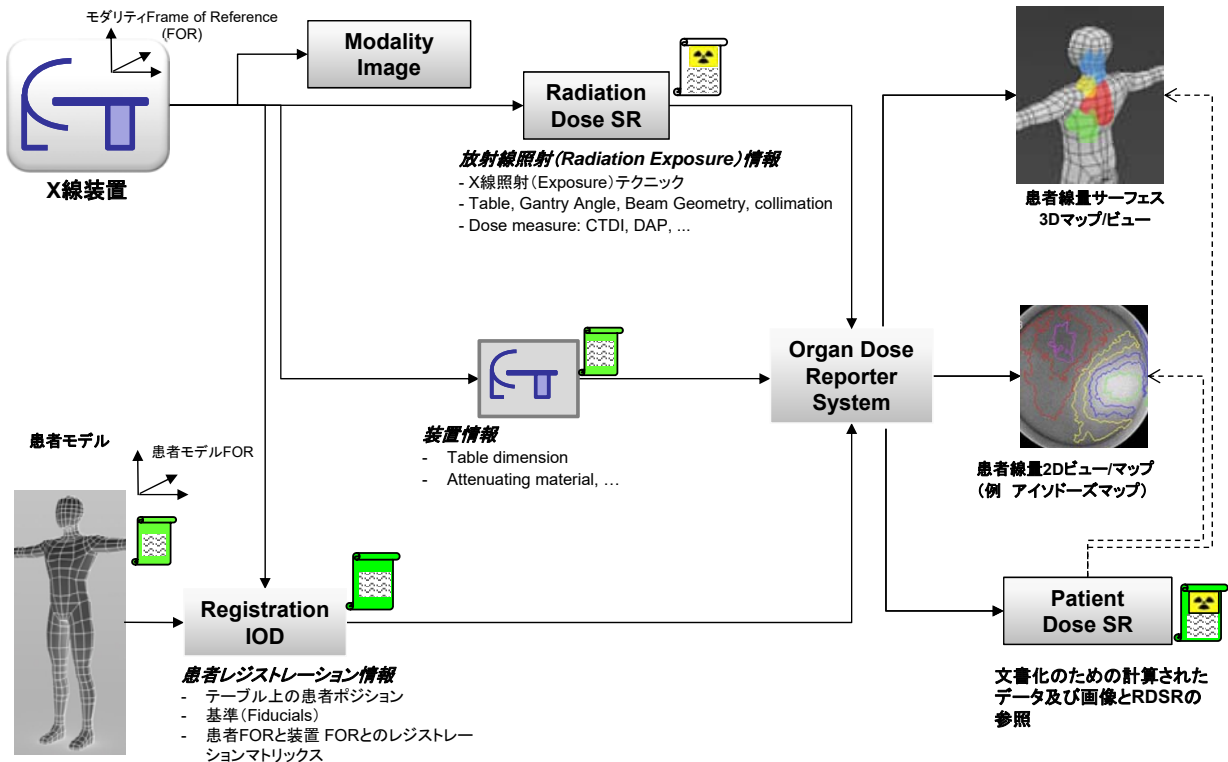 モダリティFrame of Reference
(FOR)
X線装置
Modality
Image
Radiation
Dose SR
放射線照射（Radiation Exposure）情報
- X線照射（Exposure）テクニック
- Table, Gantry Angle, Beam Geometry, collimation
- Dose measure: CTDI, DAP, ...
患者線量サーフェス
3Dマップ/ビュー
装置情報
- Table dimension
- Attenuating material, …
Organ Dose
Reporter
System
患者線量2Dビュー/マップ
（例　アイソドーズマップ）
患者モデル
患者モデルFOR
Registration
IOD
患者レジストレーション情報
- テーブル上の患者ポジション
- 基準（Fiducials）
- 患者FORと装置 FORとのレジストレー
ションマトリックス
Patient
Dose SR
文書化のための計算された
データ及び画像とRDSRの
参照